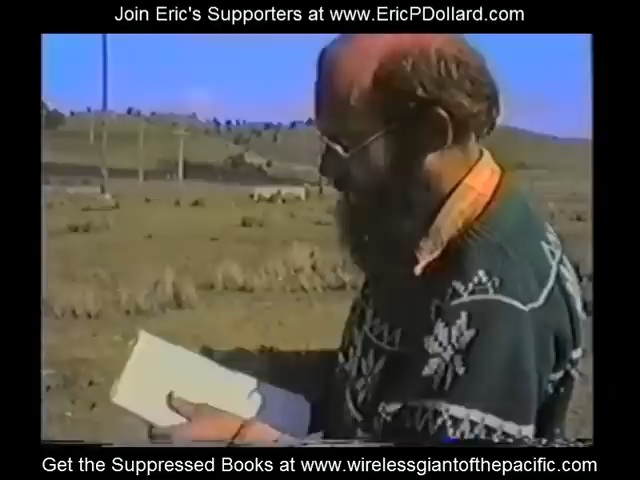 Join Eric's Supporters at www.EricPDollard.com
Get the Suppressed Books at www.wirelessgiantofthepacific.com